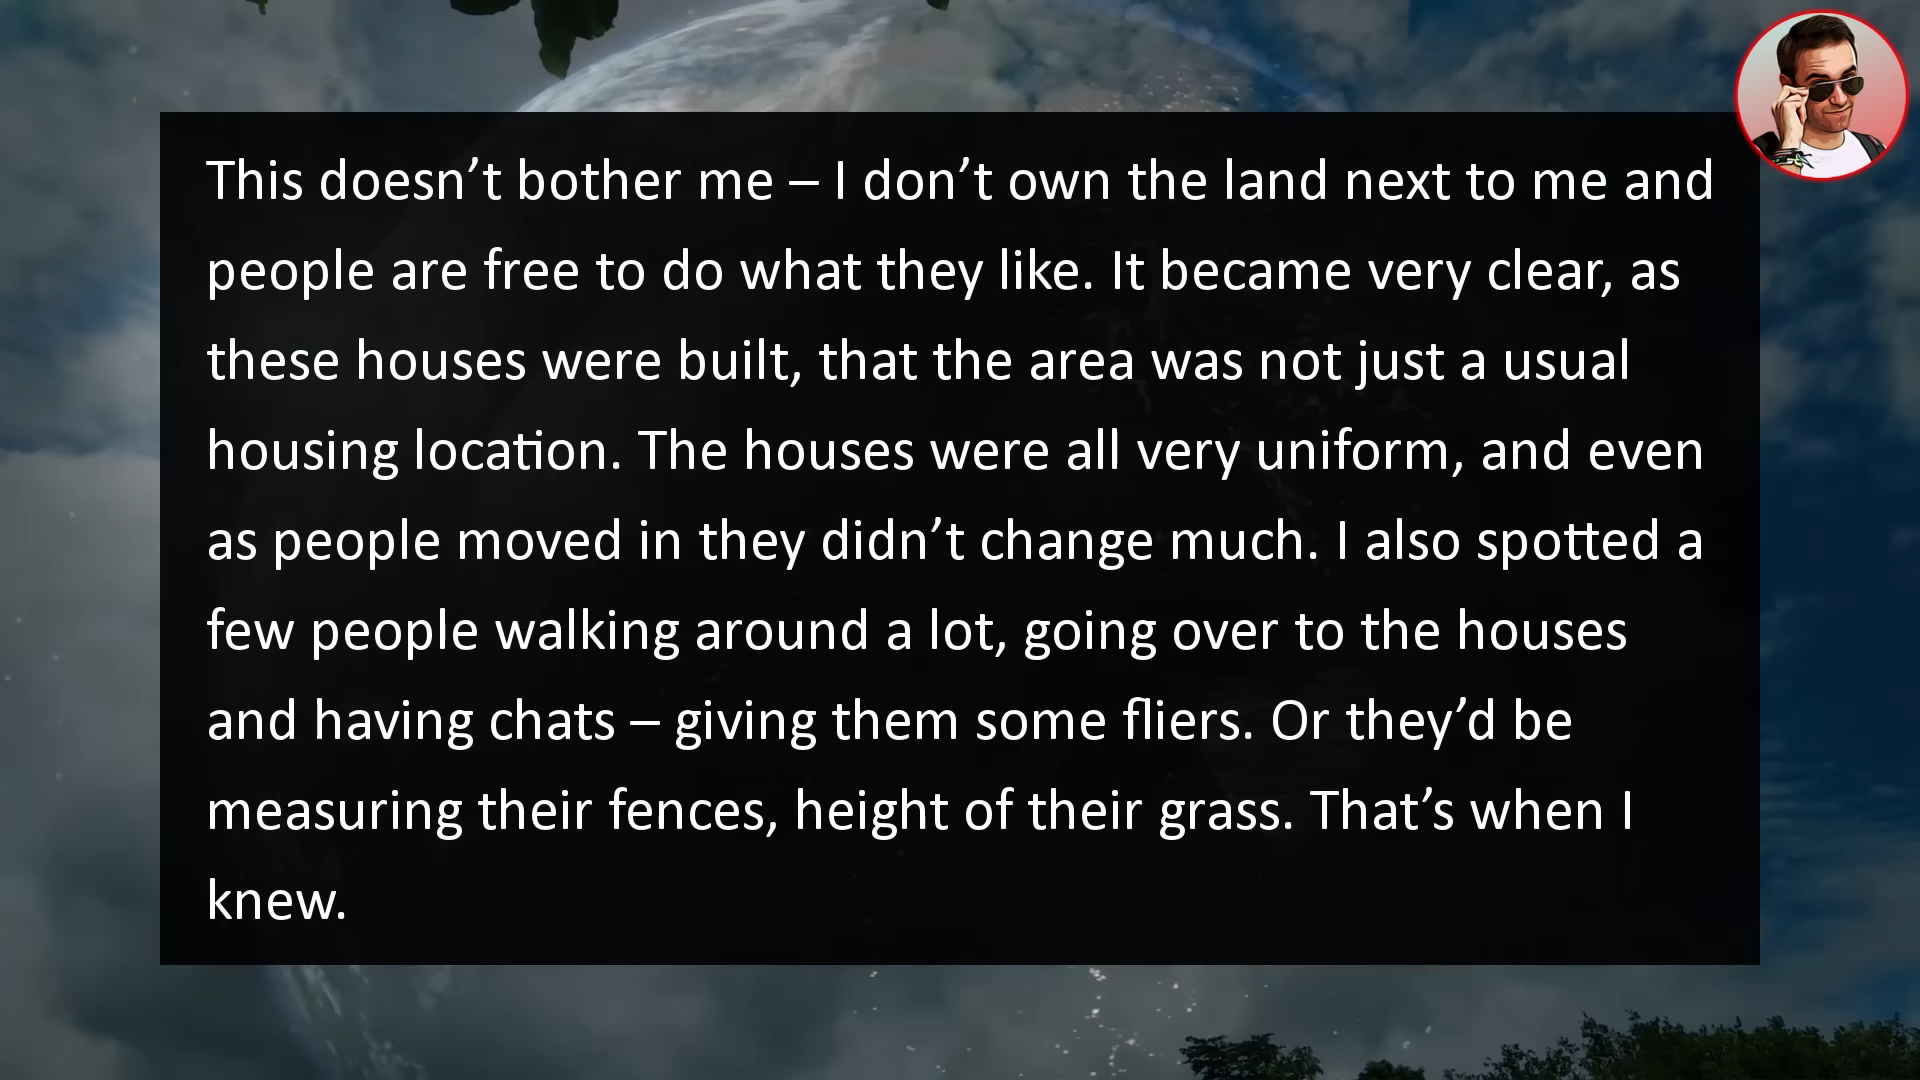 This doesn’t bother me – I don’t own the land next to me and
people are free to do what they like. It became very clear, as
these houses were built, that the area was not just a usual
housing location. The houses were all very uniform, and even
as people moved in they didn’t change much. I also spotted a
few people walking around a lot, going over to the houses
and having chats – giving them some fliers. Or they’d be
measuring their fences, height of their grass. That’s when I
knew.